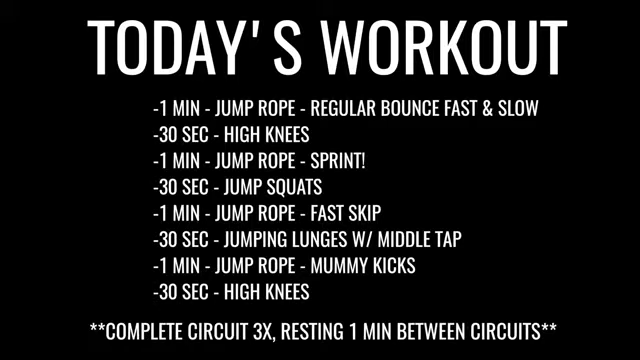 TODAY'S WORKOUT
-1 MIN - JUMP ROPE - REGULAR BOUNCE FAST & SLOW
-30 SEC - HIGH KNEES
-1 MIN - JUMP ROPE - SPRINT!
-30 SEC - JUMP SQUATS
-1 MIN - JUMP ROPE - FAST SKIP
-30 SEC - JUMPING LUNGES W/ MIDDLE TAP
-1 MIN - JUMP ROPE - MUMMY KICKS
-30 SEC - HIGH KNEES
**COMPLETE CIRCUIT 3X, RESTING 1 MIN BETWEEN CIRCUITS**